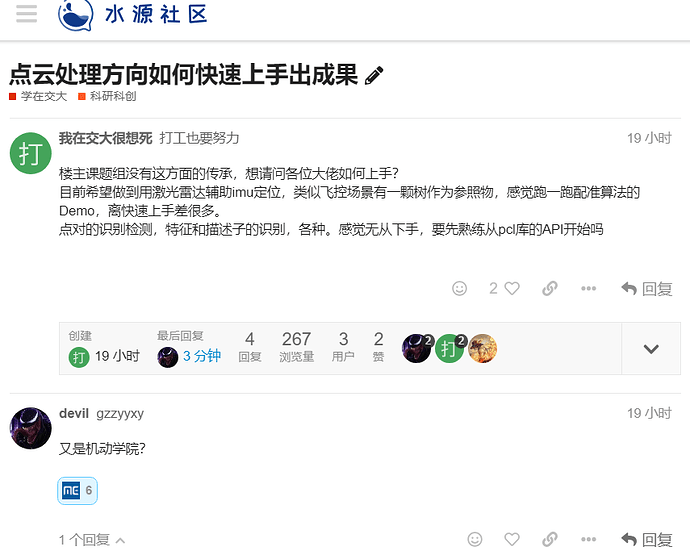 水源社区
点云处理方向如何快速上手出成果
学在交大 科研科创
打
我在交大很想死 打工也要努力 19 小时
楼主课题组没有这方面的传承，想请问各位大佬如何上手？
目前希望做到用激光雷达辅助imu定位，类似飞控场景有一颗树作为参照物，感觉跑一跑配准算法的
Demo，离快速上手差很多。
点对的识别检测，特征和描述子的识别，各种。感觉无从下手，要先熟练从pcl库的API开始吗
2 回复
创建 最后回复 4 267 3 2 2 打 2
打 19 小时 3 分钟 回复 浏览量 用户 赞
devil gzzyyxy 19 小时
又是机动学院？
ME 6
1 个回复 回复